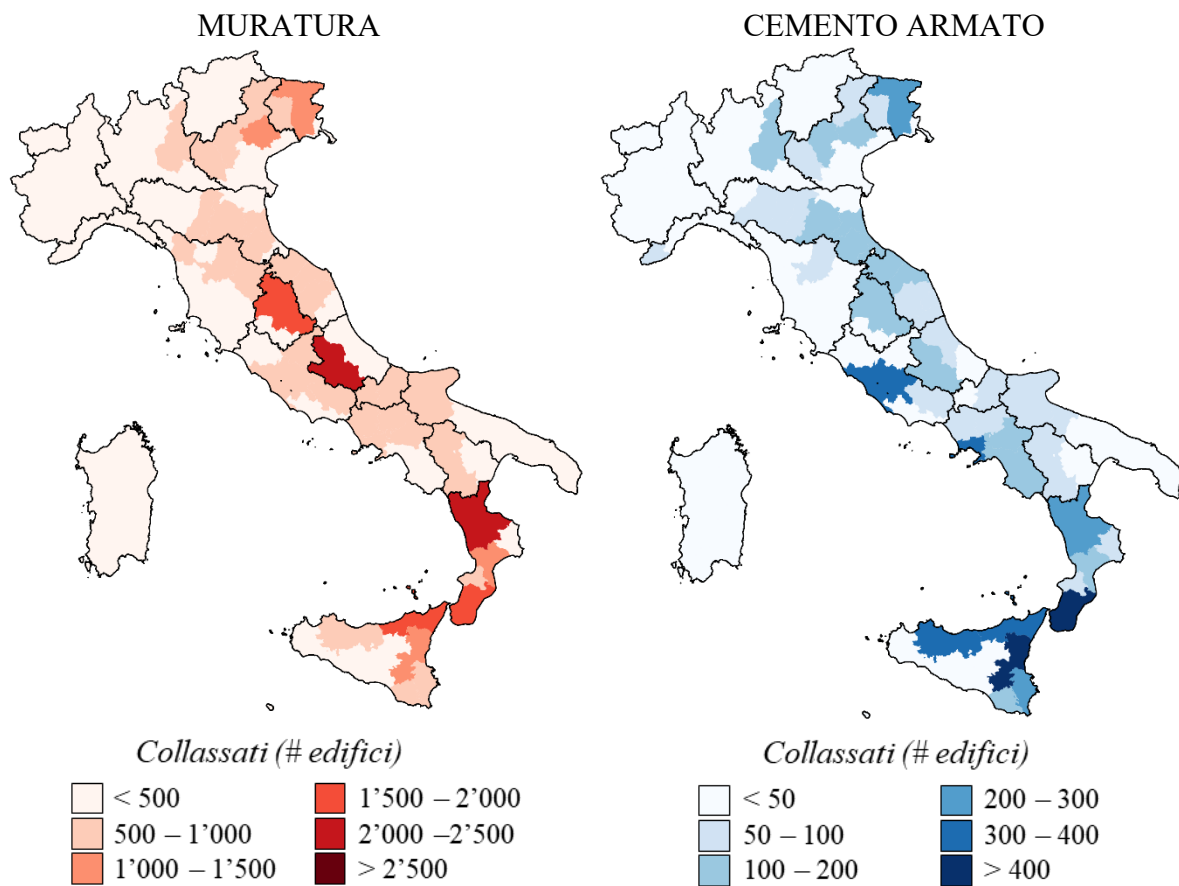 MURATURA
CEMENTO ARMATO
Collassati (# edifici)
< 500
500 – 1’000
1’000 – 1’500
1’500 – 2’000
2’000 –2’500
> 2’500
Collassati (# edifici)
< 50
50 – 100
100 – 200
200 – 300
300 – 400
> 400